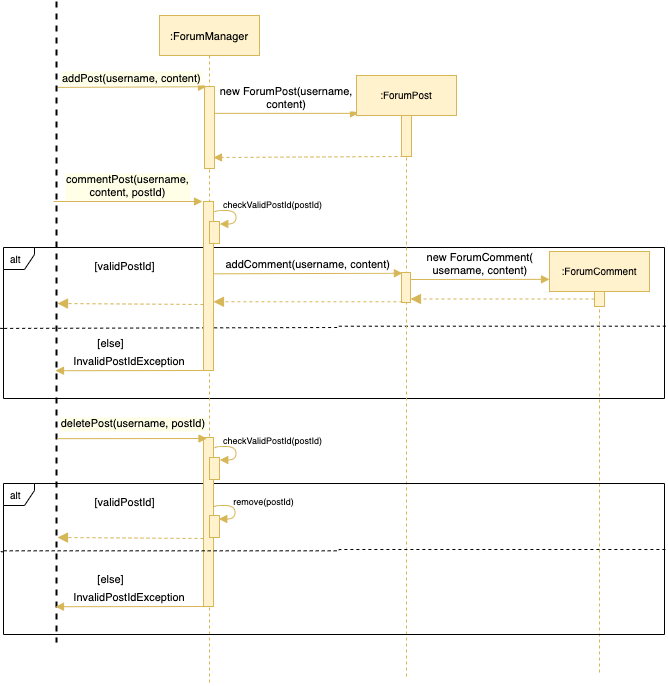 :ForumManager
addPost(username, content)
new ForumPost(username,
content)
:ForumPost
commentPost(username,
content, postId)
checkValidPostId(postId)
alt
[validPostId]
addComment(username, content)
new ForumComment(
username, content)
:ForumComment
[else]
InvalidPostIdException
deletePost(username, postId)
checkValidPostId(postId)
alt
[validPostId]
remove(postId)
[else]
InvalidPostIdException